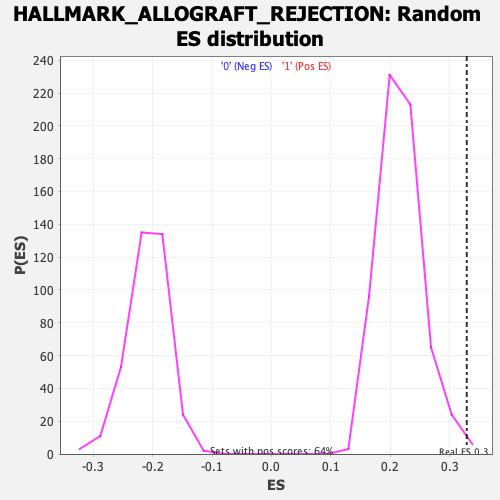 HALLMARK_ALLOGRAFT_REJECTION: Random
ES distribution
'0' (Neg ES) '1' (Pos ES)
240
220
200
180
160
140
120
100
80
60
40
20
0
P(ES)
Sets with pos scores: 64%
Real ES 0.3
-0.3 -0.2 -0.1 0.0 0.1 0.2 0.3
ES